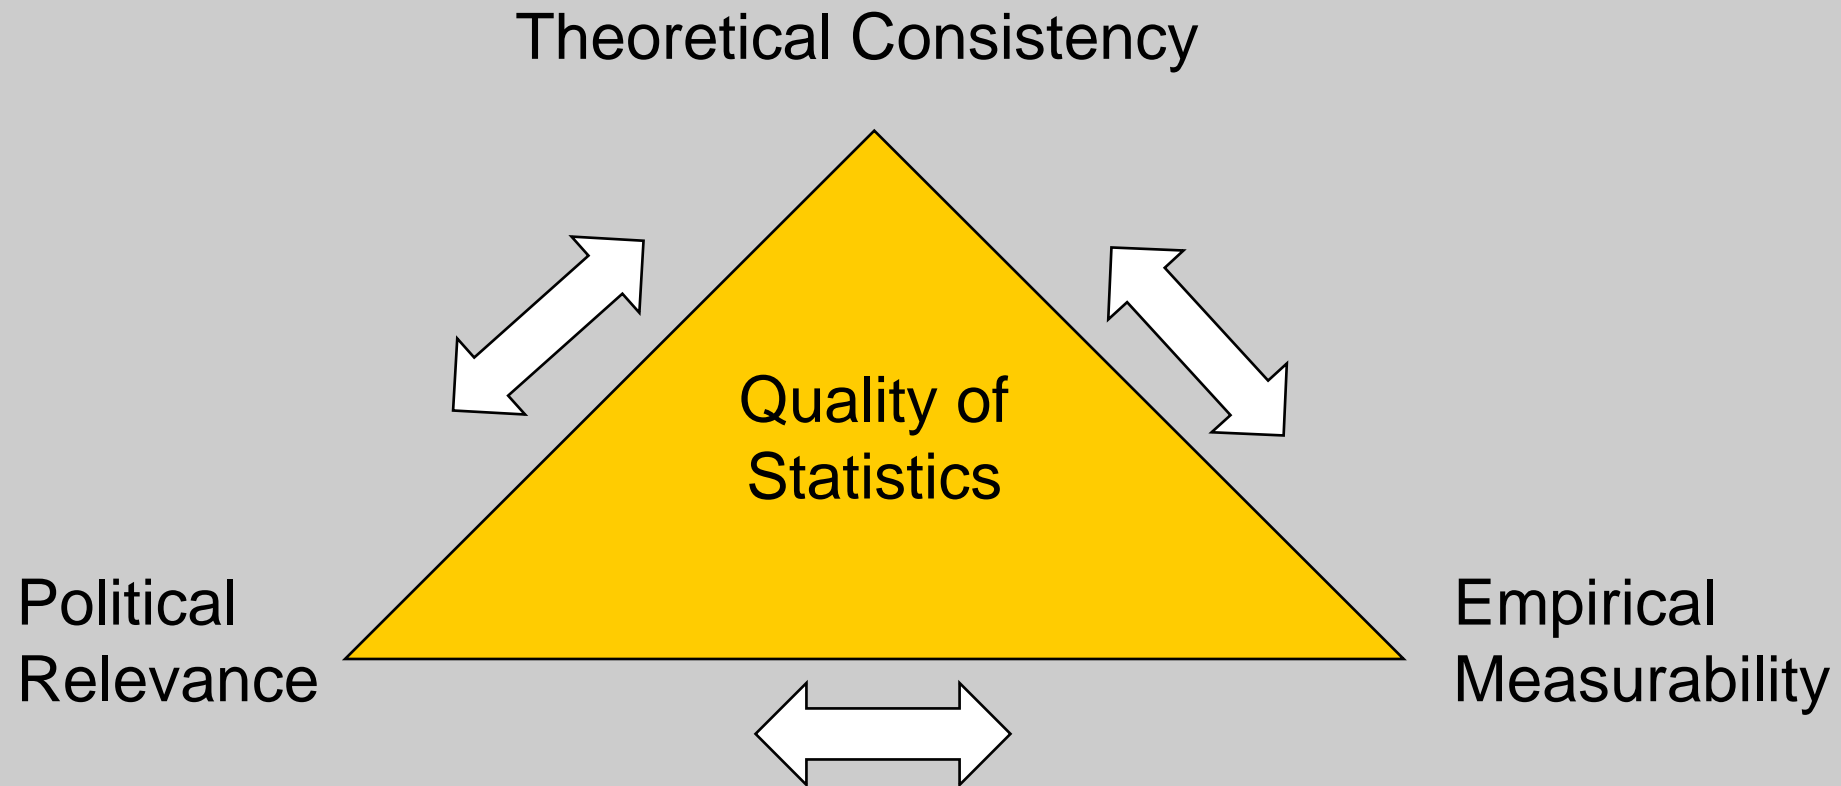 Theoretical Consistency
Quality of
Statistics
Political
Relevance
Empirical
Measurability